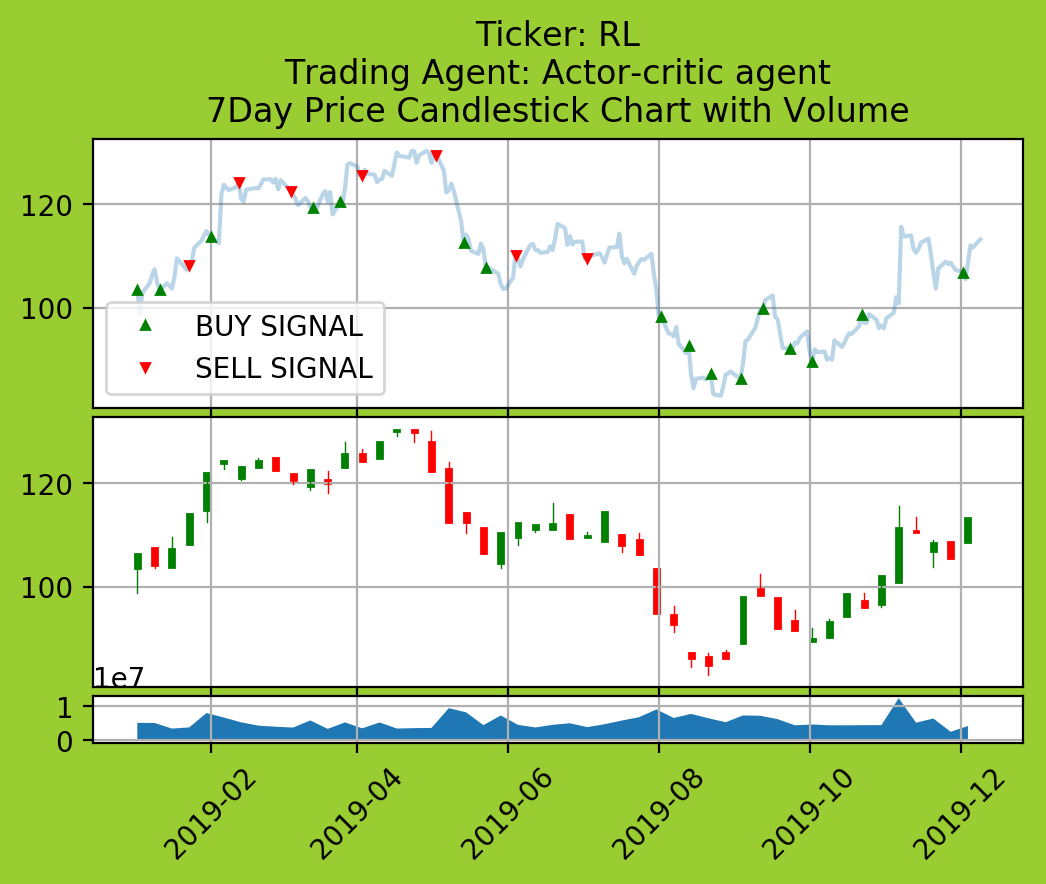 Ticker: RL
Trading Agent: Actor-critic agent
7Day Price Candlestick Chart with Volume
120
100
BUY SIGNAL
SELL SIGNAL
120
100
1e7
1
0
2019-02
2019-04
2019-06
2019-08
2019-10
2019-12